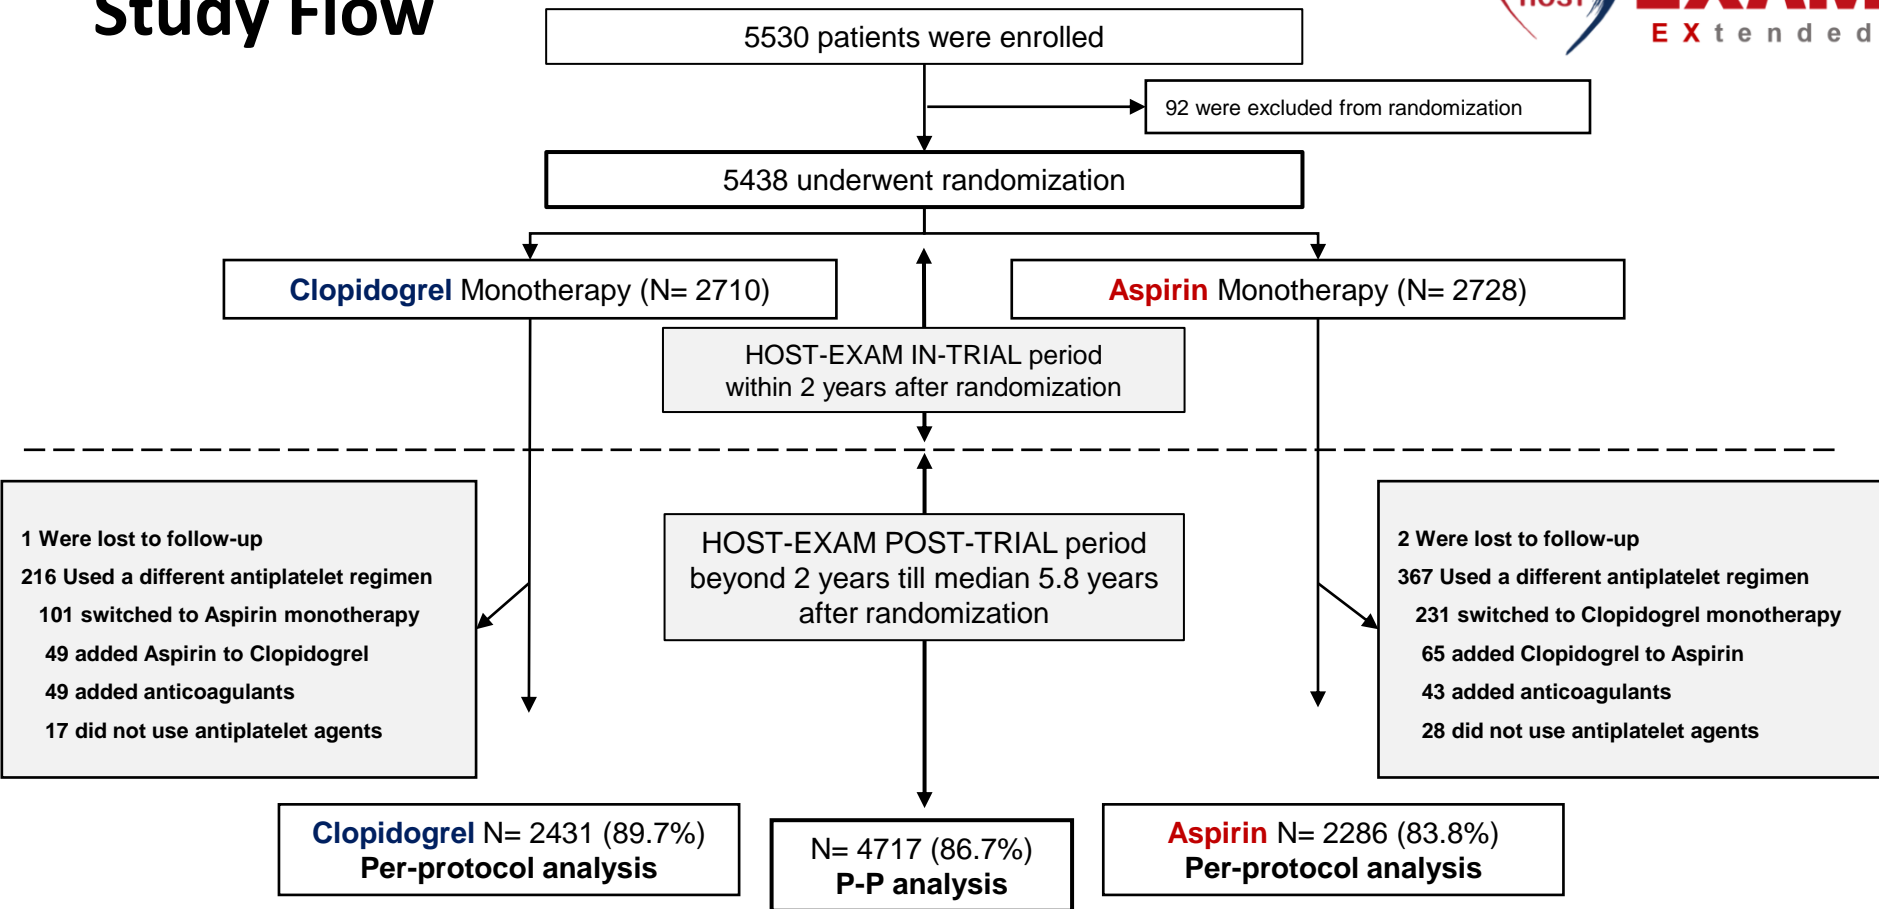 Study Flow
HOST
EXAM
EXtended
5530 patients were enrolled
92 were excluded from randomization
5438 underwent randomization
Clopidogrel Monotherapy (N= 2710)
Aspirin Monotherapy (N= 2728)
HOST-EXAM IN-TRIAL period
within 2 years after randomization
1 Were lost to follow-up
216 Used a different antiplatelet regimen
101 switched to Aspirin monotherapy
49 added Aspirin to Clopidogrel
49 added anticoagulants
17 did not use antiplatelet agents
HOST-EXAM POST-TRIAL period
beyond 2 years till median 5.8 years
after randomization
2 Were lost to follow-up
367 Used a different antiplatelet regimen
231 switched to Clopidogrel monotherapy
65 added Clopidogrel to Aspirin
43 added anticoagulants
28 did not use antiplatelet agents
Clopidogrel N= 2431 (89.7%)
Per-protocol analysis
N= 4717 (86.7%)
P-P analysis
Aspirin N= 2286 (83.8%)
Per-protocol analysis